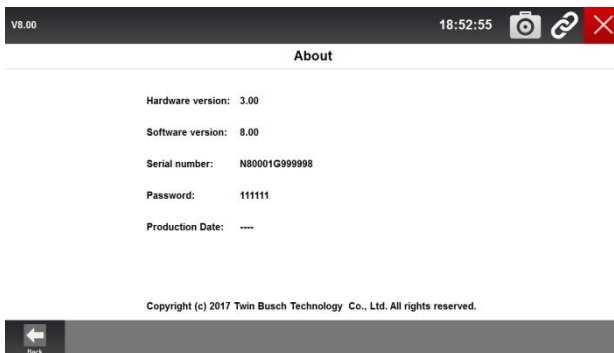 V8.00 18:52:55
About
Hardware version: 3.00
Software version: 8.00
Serial number: N80001G999998
Password: 111111
Production Date: ----
Copyright (c) 2017 Twin Busch Technology Co., Ltd. All rights reserved.
Back